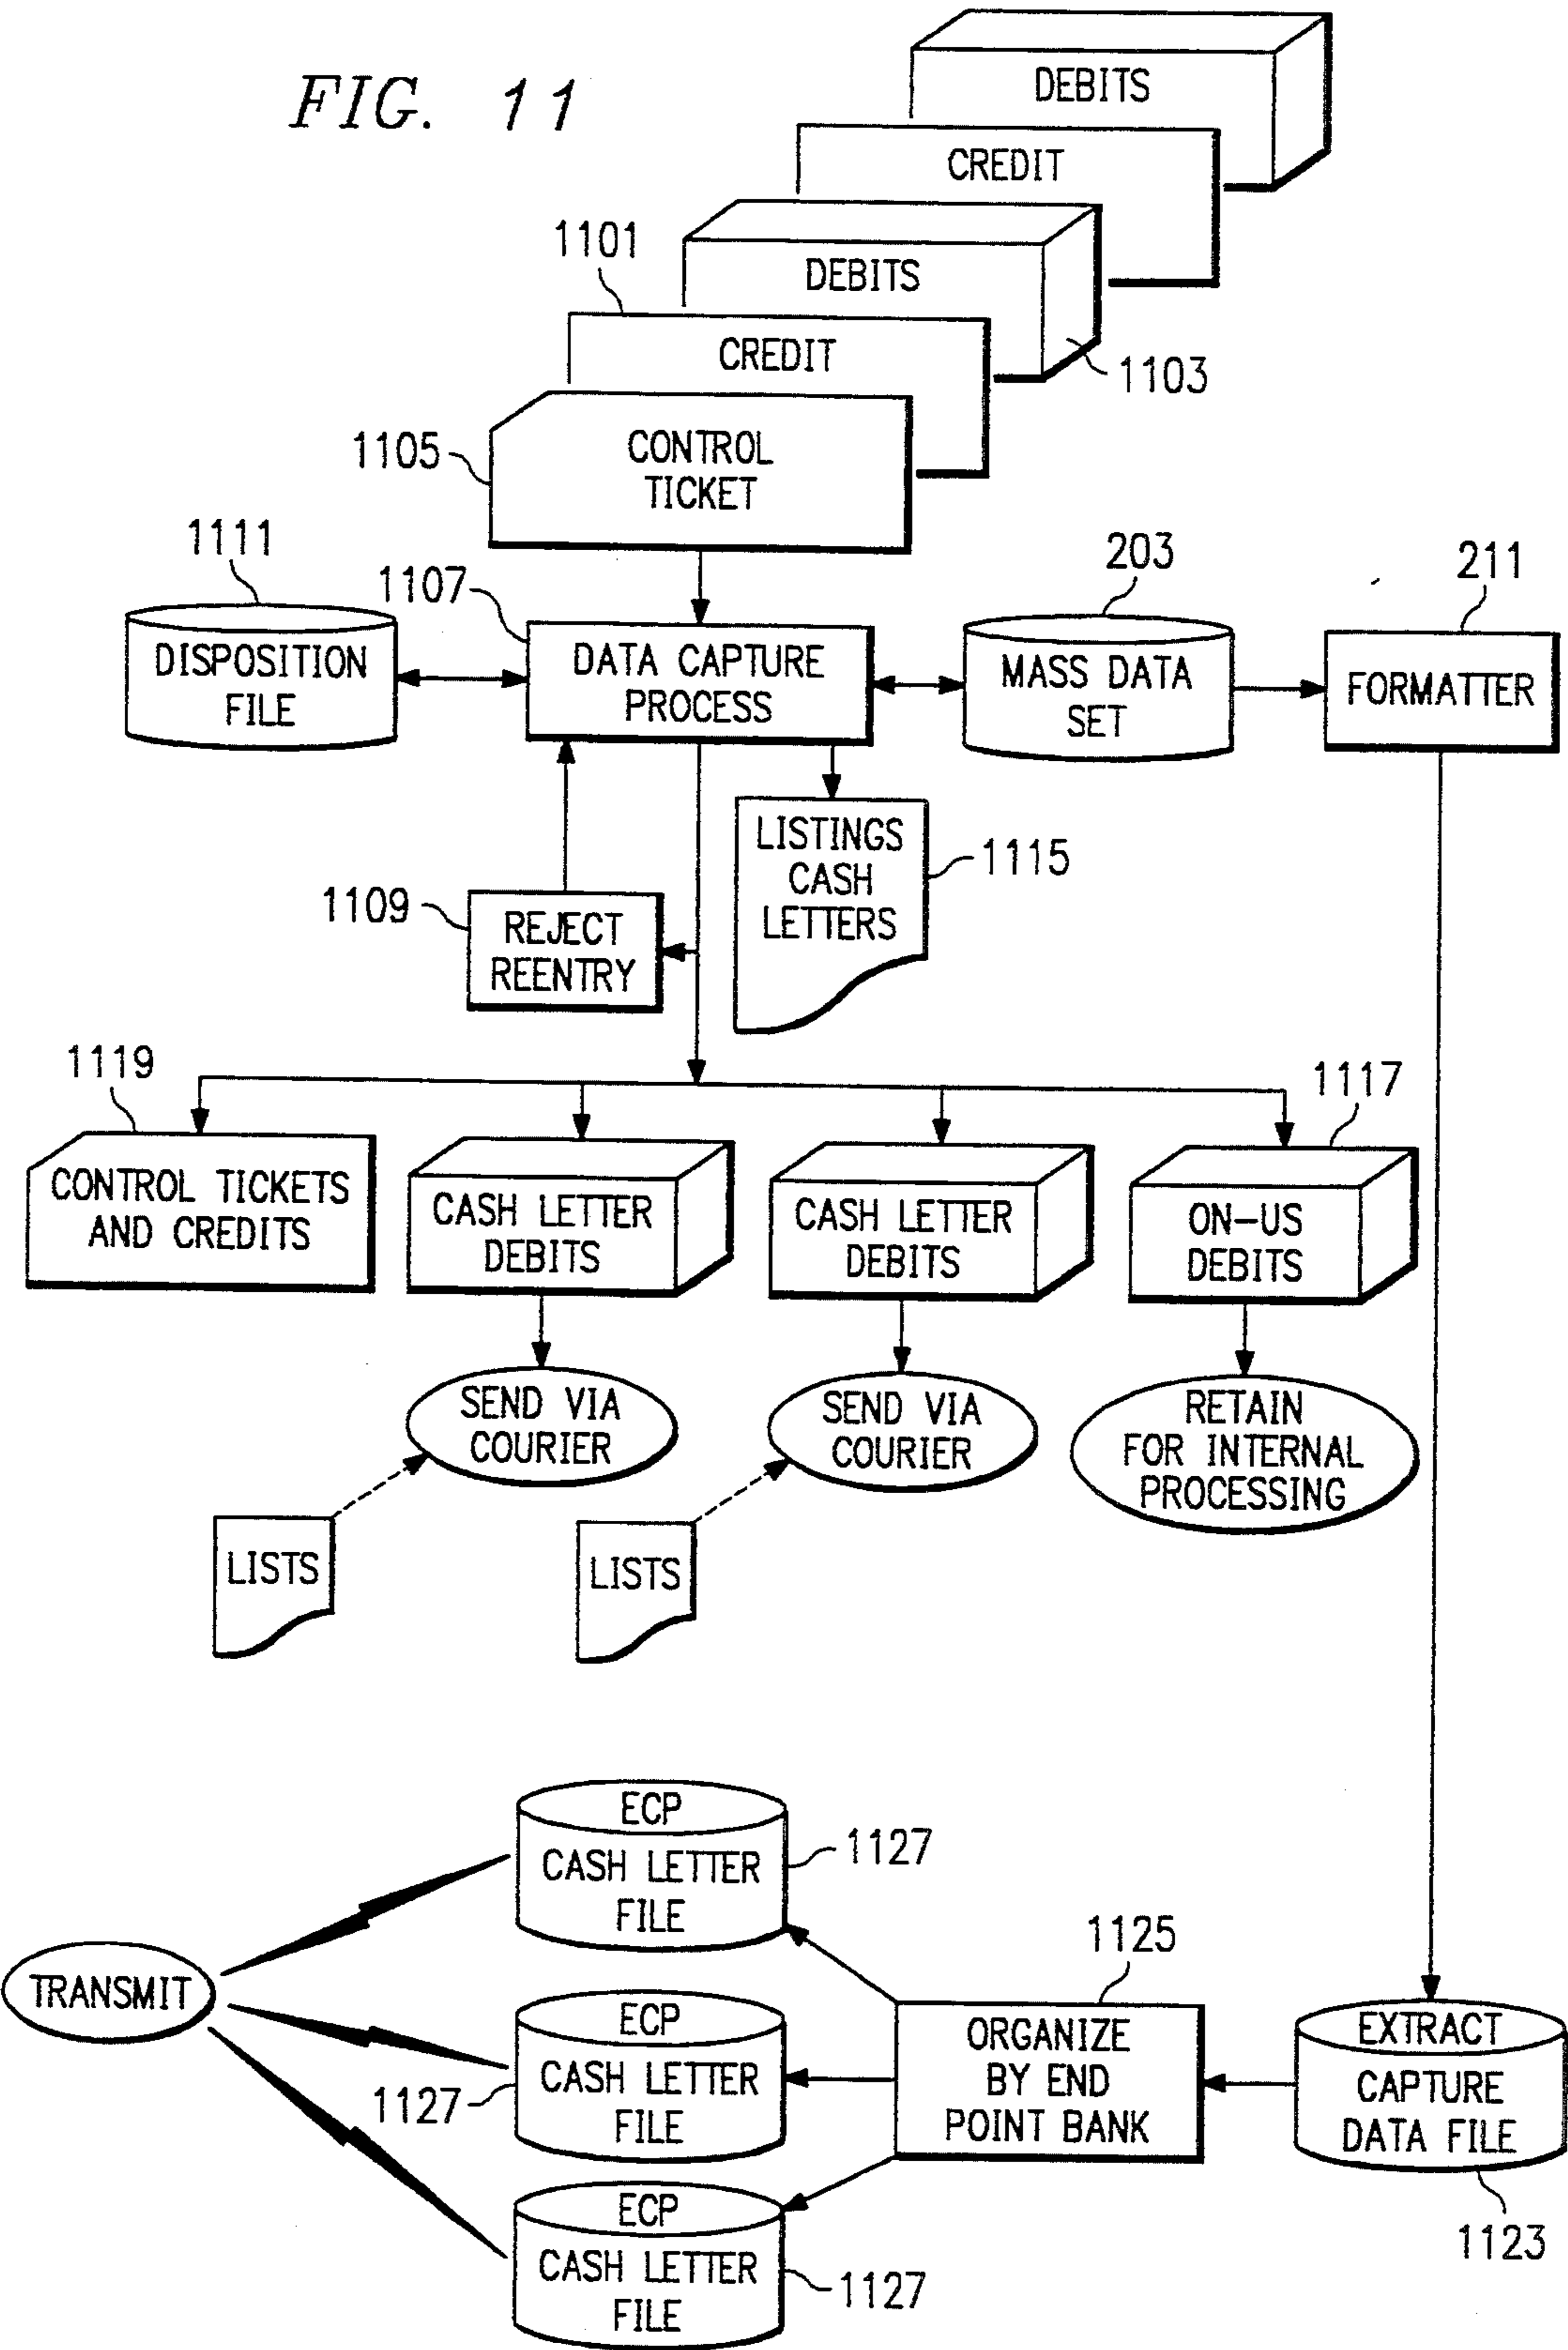 FIG. 11
DEBITS
CREDIT
1101
DEBITS
CREDIT
1103
1105
CONTROL
TICKET
1111
1107
203
211
DISPOSITION
FILE
DATA CAPTURE
PROCESS
MASS DATA
SET
FORMATTER
LISTINGS
CASH
LETTERS
1115
1109
REJECT
REENTRY
1119
1117
CONTROL TICKETS
AND CREDITS
CASH LETTER
DEBITS
CASH LETTER
DEBITS
ON-US
DEBITS
SEND VIA
COURIER
SEND VIA
COURIER
RETAIN
FOR INTERNAL
PROCESSING
LISTS
LISTS
ECP
CASH LETTER
FILE
1127
1125
TRANSMIT
ECP
CASH LETTER
FILE
1127
ORGANIZE
BY END
POINT BANK
EXTRACT
CAPTURE
DATA FILE
1123
ECP
CASH LETTER
FILE
1127